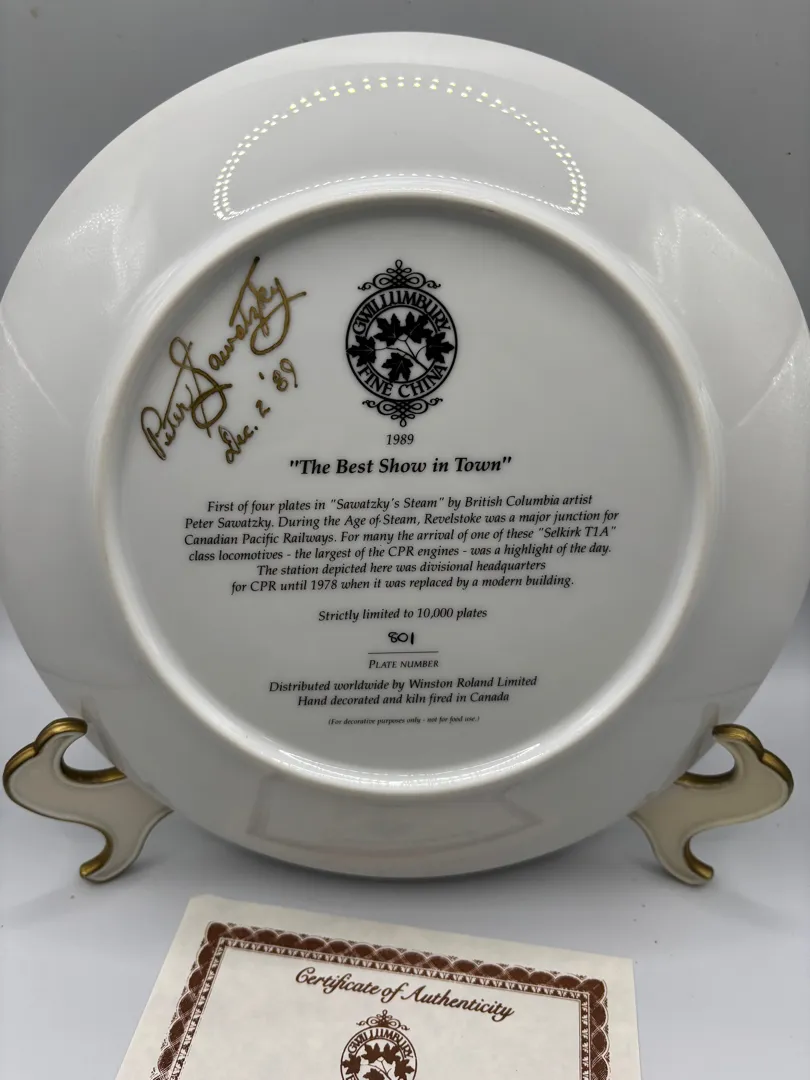 Peter Sawatzky
Dec. 2 '89
GWILLUMBURY
FINE CHINA
1989
"The Best Show in Town"
First of four plates in "Sawatzky's Steam" by British Columbia artist
Peter Sawatzky. During the Age of Steam, Revelstoke was a major junction for
Canadian Pacific Railways. For many the arrival of one of these "Selkirk T1A"
class locomotives - the largest of the CPR engines - was a highlight of the day.
The station depicted here was divisional headquarters
for CPR until 1978 when it was replaced by a modern building.
Strictly limited to 10,000 plates
801
PLATE NUMBER
Distributed worldwide by Winston Roland Limited
Hand decorated and kiln fired in Canada
(For decorative purposes only - not for food use.)
Certificate of Authenticity
GWILLUMBURY